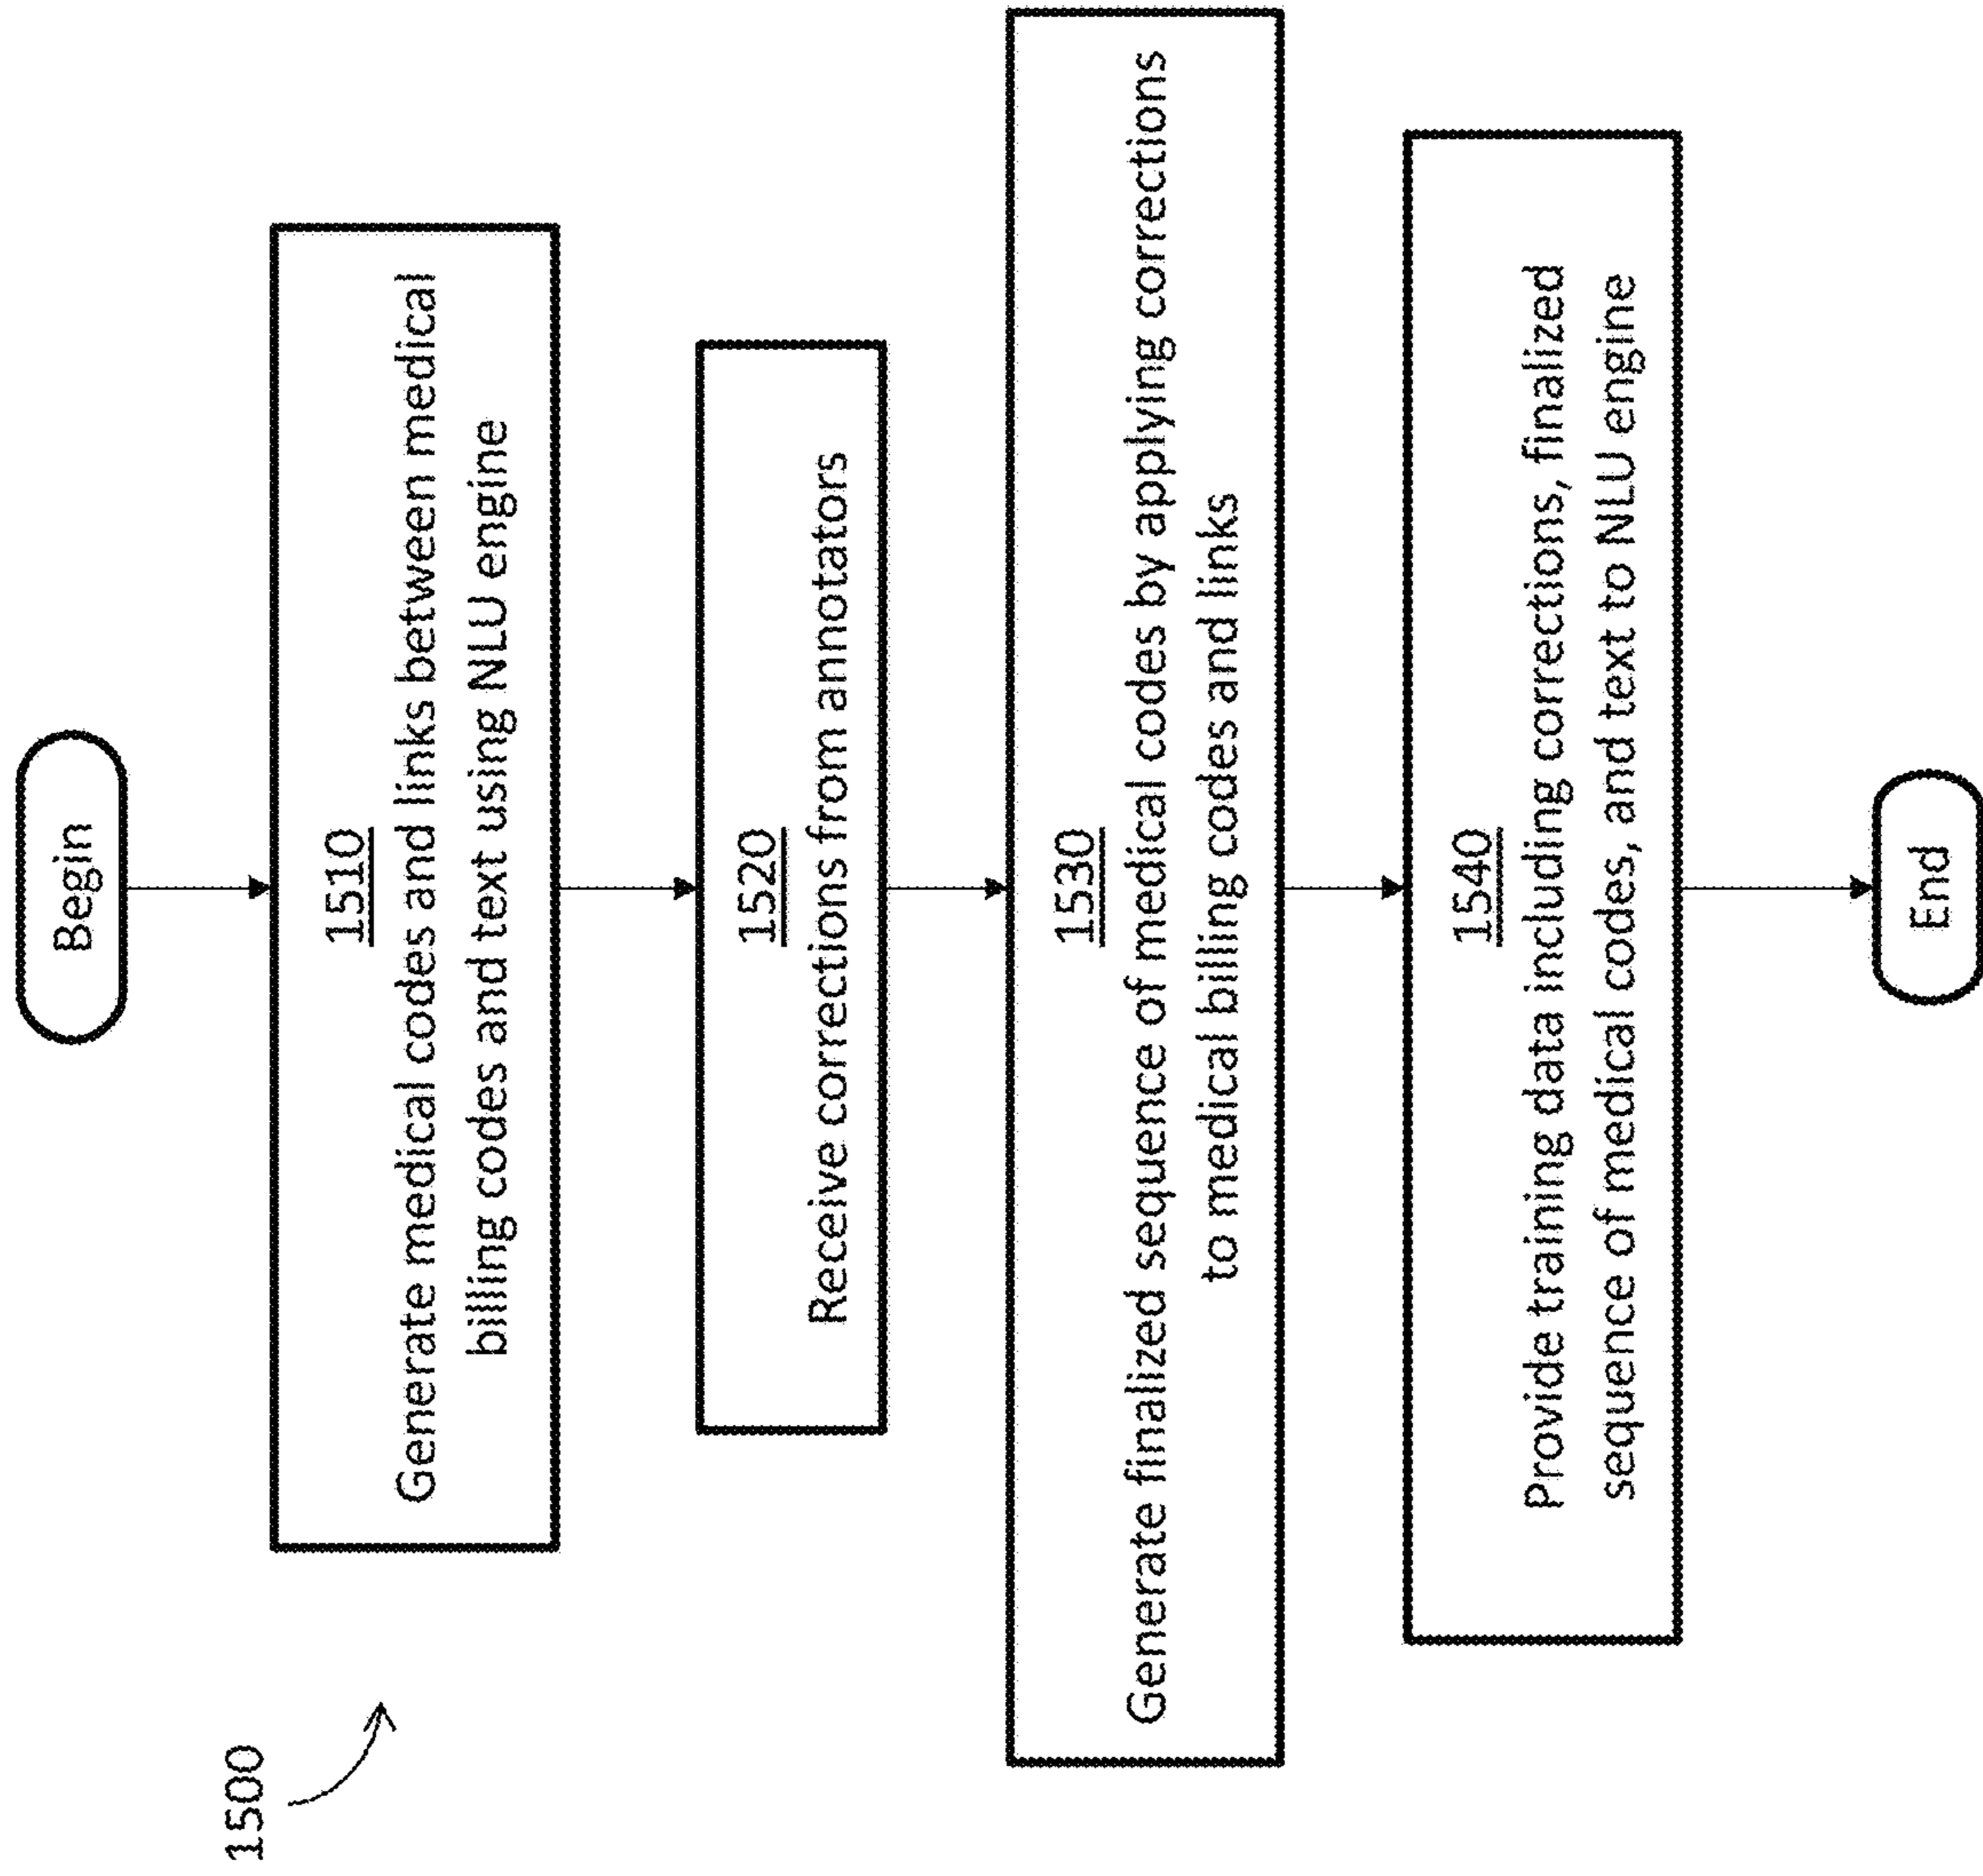 1500
Begin
1510
Generate medical codes and links between medical
billing codes and text using NLU engine
1520
Receive corrections from annotators
1530
Generate finalized sequence of medical codes by applying corrections
to medical billing codes and links
1540
Provide training data including corrections, finalized
sequence of medical codes, and text to NLU engine
End